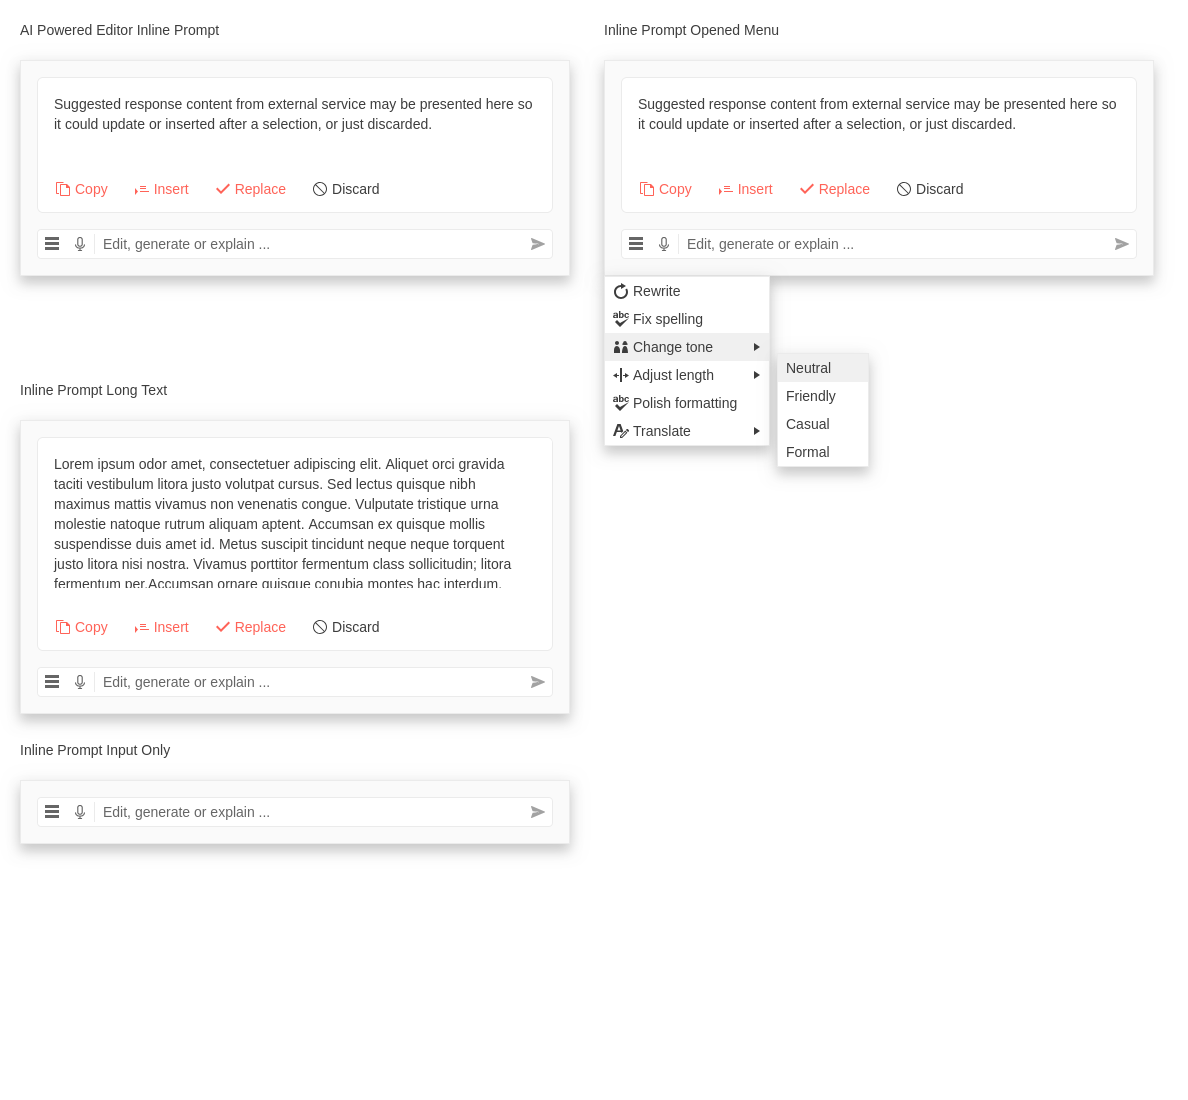 AI Powered Editor Inline Prompt
Suggested response content from external service may be presented here so
it could update or inserted after a selection, or just discarded.
Copy Insert Replace Discard
Edit, generate or explain ...
Inline Prompt Opened Menu
Suggested response content from external service may be presented here so
it could update or inserted after a selection, or just discarded.
Copy Insert Replace Discard
Edit, generate or explain ...
Rewrite
abc Fix spelling
Change tone
Adjust length
abc Polish formatting
A Translate
Neutral
Friendly
Casual
Formal
Inline Prompt Long Text
Lorem ipsum odor amet, consectetuer adipiscing elit. Aliquet orci gravida
taciti vestibulum litora justo volutpat cursus. Sed lectus quisque nibh
maximus mattis vivamus non venenatis congue. Vulputate tristique urna
molestie natoque rutrum aliquam aptent. Accumsan ex quisque mollis
suspendisse duis amet id. Metus suscipit tincidunt neque neque torquent
justo litora nisi nostra. Vivamus porttitor fermentum class sollicitudin; litora
fermentum per.Accumsan ornare quisque conubia montes hac interdum.
Copy Insert Replace Discard
Edit, generate or explain ...
Inline Prompt Input Only
Edit, generate or explain ...